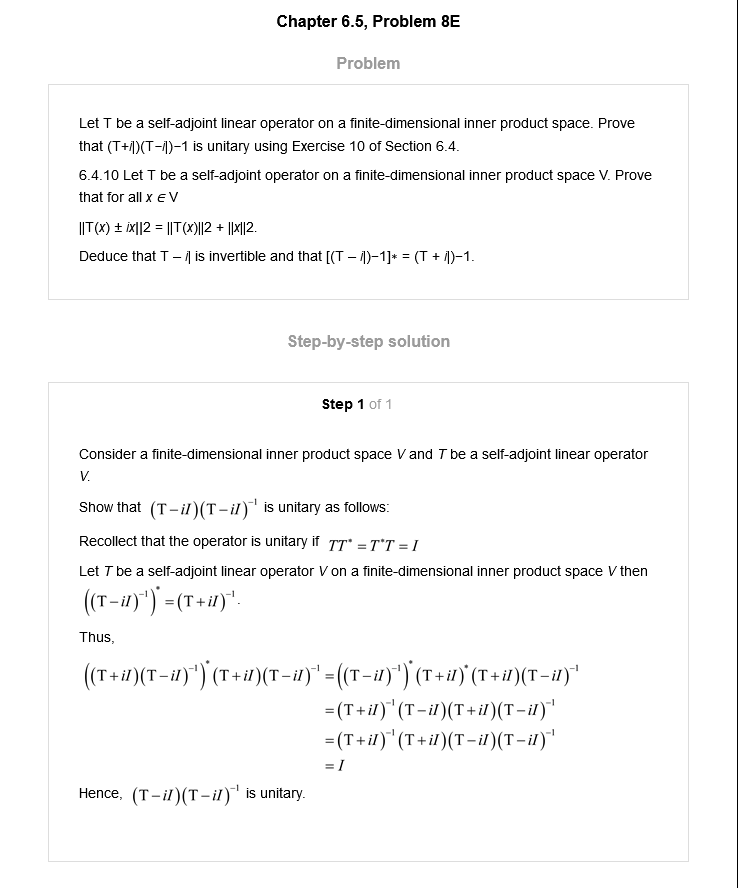 Chapter 6.5, Problem 8E
Problem
Let T be a self-adjoint linear operator on a finite-dimensional inner product space. Prove
that (T+iI)(T−iI)−1 is unitary using Exercise 10 of Section 6.4.
6.4.10 Let T be a self-adjoint operator on a finite-dimensional inner product space V. Prove
that for all x ∈ V
||T(x) ± ix||2 = ||T(x)||2 + ||x||2.
Deduce that T – iI is invertible and that [(T – iI)−1]∗ = (T + iI)−1.
Step-by-step solution
Step 1 of 1
Consider a finite-dimensional inner product space V and T be a self-adjoint linear operator
V.
Show that (T−iI)(T−iI)⁻¹ is unitary as follows:
Recollect that the operator is unitary if TT* = T*T = I
Let T be a self-adjoint linear operator V on a finite-dimensional inner product space V then
((T−iI)⁻¹)* = (T+iI)⁻¹.
Thus,
((T+iI)(T−iI)⁻¹)*(T+iI)(T−iI)⁻¹ = ((T−iI)⁻¹)*(T+iI)*(T+iI)(T−iI)⁻¹
= (T+iI)⁻¹(T−iI)(T+iI)(T−iI)⁻¹
= (T+iI)⁻¹(T+iI)(T−iI)(T−iI)⁻¹
= I
Hence, (T−iI)(T−iI)⁻¹ is unitary.